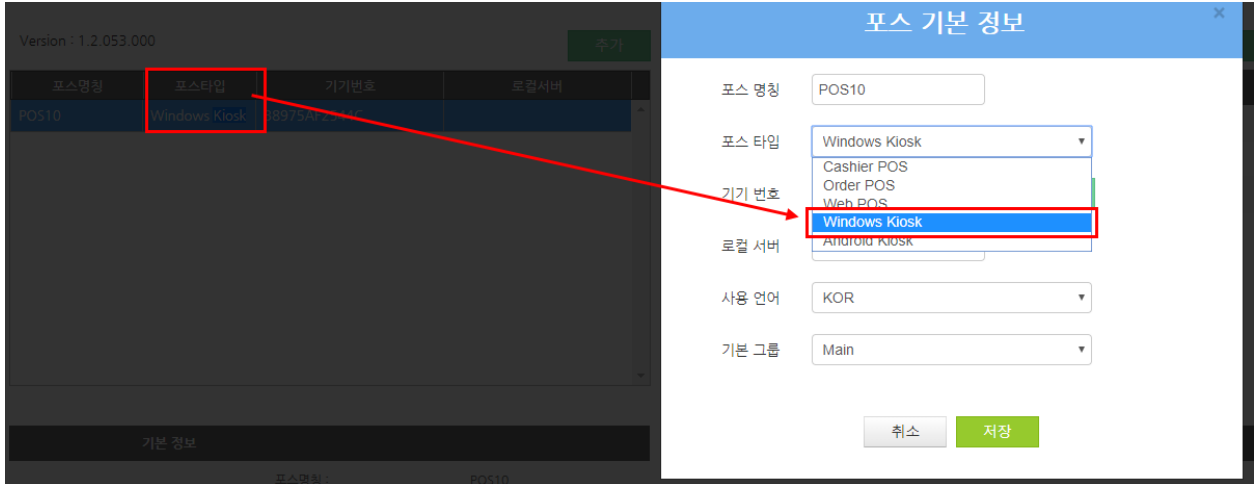 Version : 1.2.053.000
추가
포스명칭 포스타입 기기번호 로컬서버
POS10 Windows Kiosk
기본 정보
포스명칭 : POS10
포스 기본 정보
×
포스 명칭 POS10
포스 타입 Windows Kiosk
Cashier POS
Order POS
Web POS
Windows Kiosk
Android Kiosk
기기 번호
로컬 서버
사용 언어 KOR
기본 그룹 Main
취소 저장